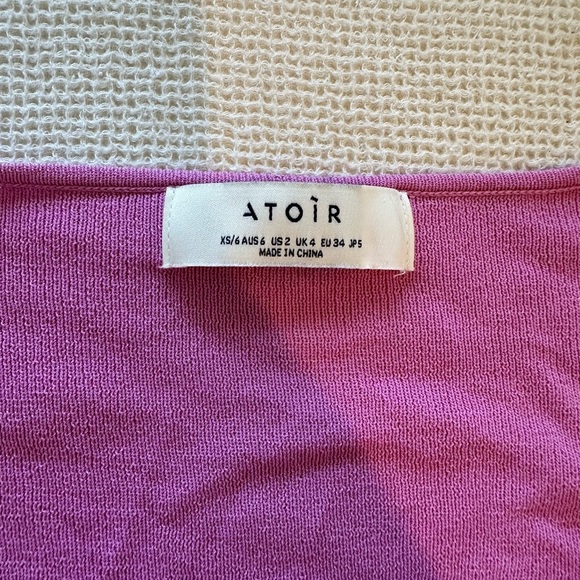 ATOÌR
XS/6 AUS 6 US 2 UK 4 EU 34 JP 5
MADE IN CHINA